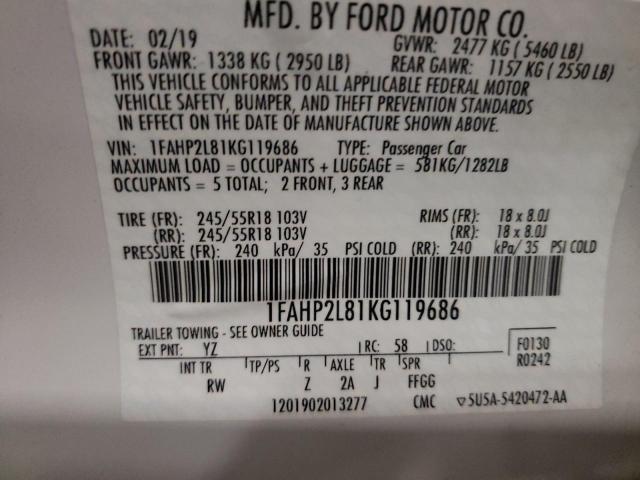 MFD. BY FORD MOTOR CO.
DATE: 02/19 GVWR: 2477 KG ( 5460 LB)
FRONT GAWR: 1338 KG ( 2950 LB) REAR GAWR: 1157 KG ( 2550 LB)
THIS VEHICLE CONFORMS TO ALL APPLICABLE FEDERAL MOTOR
VEHICLE SAFETY, BUMPER, AND THEFT PREVENTION STANDARDS
IN EFFECT ON THE DATE OF MANUFACTURE SHOWN ABOVE.
VIN: 1FAHP2L81KG119686 TYPE: Passenger Car
MAXIMUM LOAD = OCCUPANTS + LUGGAGE = 581KG/1282LB
OCCUPANTS = 5 TOTAL; 2 FRONT, 3 REAR
TIRE (FR): 245/55R18 103V RIMS (FR): 18 x 8.0J
(RR): 245/55R18 103V (RR): 18 x 8.0J
PRESSURE (FR): 240 kPa/ 35 PSI COLD (RR): 240 kPa/ 35 PSI COLD
1FAHP2L81KG119686
TRAILER TOWING - SEE OWNER GUIDE
EXT PNT: YZ RC: 58 DSO: F0130
R0242
INT TR TP/PS R AXLE TR SPR
RW Z 2A J FFGG
1201902013277 CMC ▽5U5A-5420472-AA